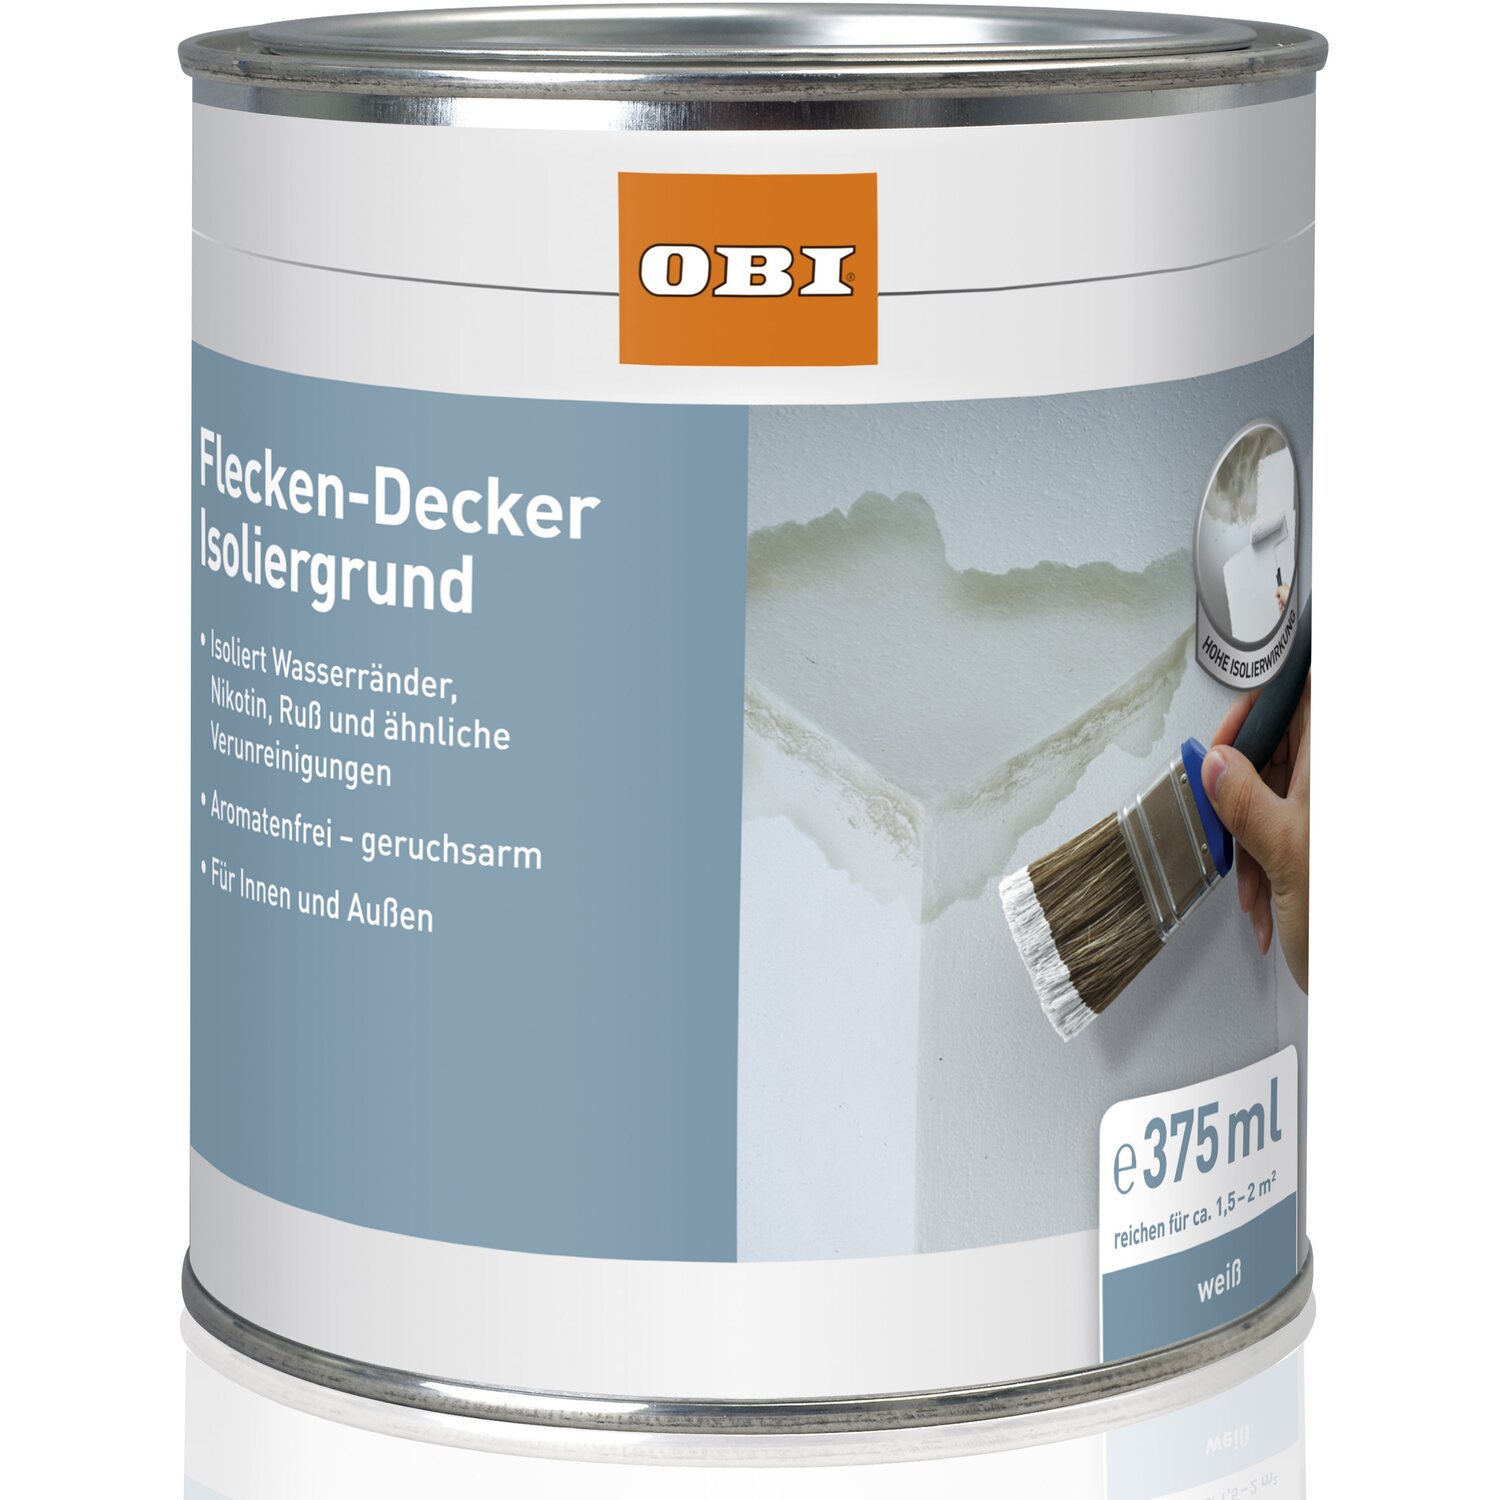 OBI®
Flecken-Decker
Isoliergrund
• Isoliert Wasserränder,
Nikotin, Ruß und ähnliche
Verunreinigungen
• Aromatenfrei – geruchsarm
• Für Innen und Außen
HOHE ISOLIERWIRKUNG
e 375 ml
reichen für ca. 1,5–2 m²
weiß